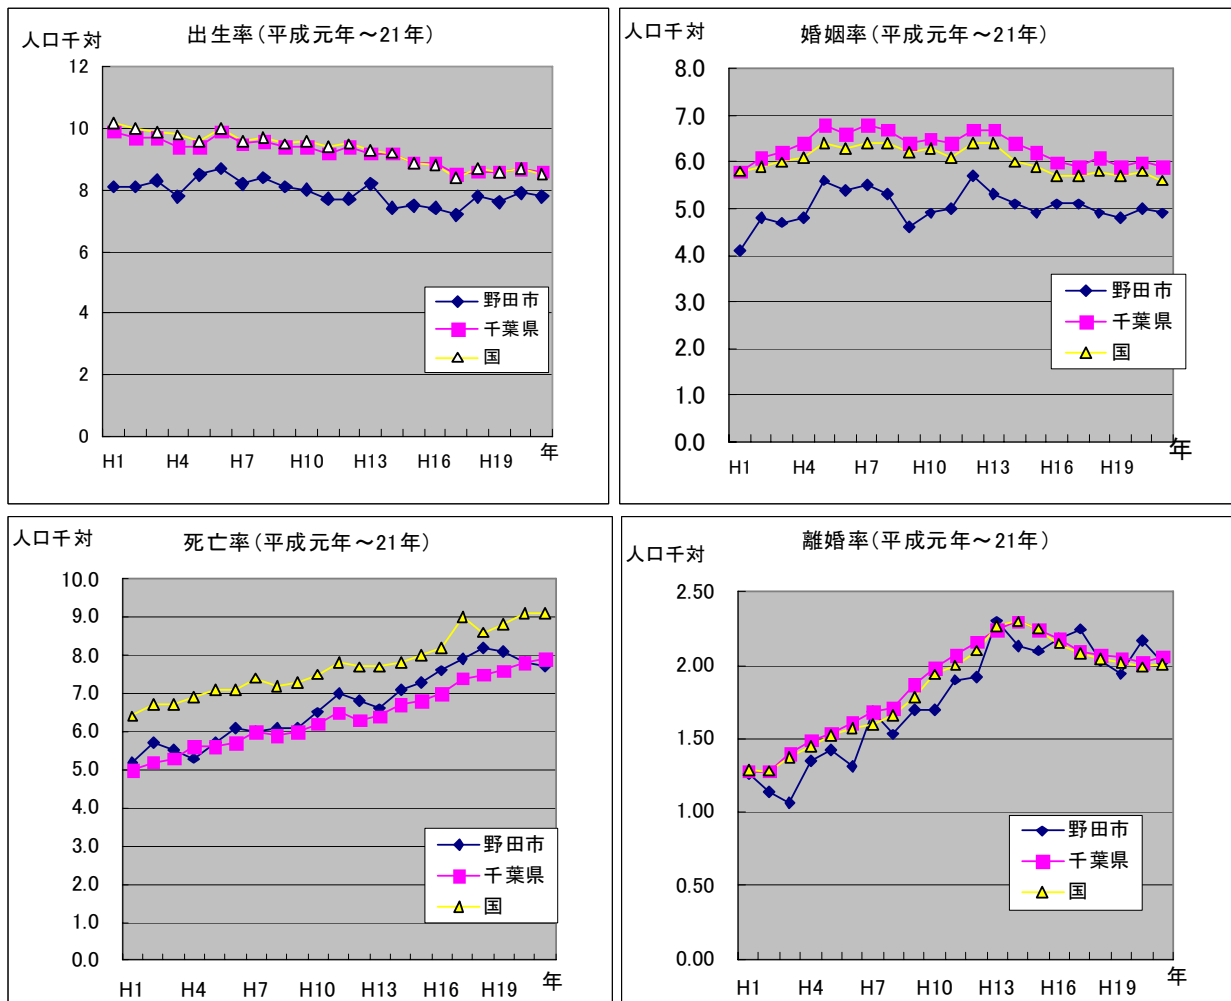 人口千対
出生率(平成元年～21年)
12
10
8
6
4
2
0
H1 H4 H7 H10 H13 H16 H19 年
野田市
千葉県
国
人口千対
婚姻率(平成元年～21年)
8.0
7.0
6.0
5.0
4.0
3.0
2.0
1.0
0.0
H1 H4 H7 H10 H13 H16 H19 年
野田市
千葉県
国
人口千対
死亡率(平成元年～21年)
10.0
9.0
8.0
7.0
6.0
5.0
4.0
3.0
2.0
1.0
0.0
H1 H4 H7 H10 H13 H16 H19 年
野田市
千葉県
国
人口千対
離婚率(平成元年～21年)
2.50
2.00
1.50
1.00
0.50
0.00
H1 H4 H7 H10 H13 H16 H19 年
野田市
千葉県
国